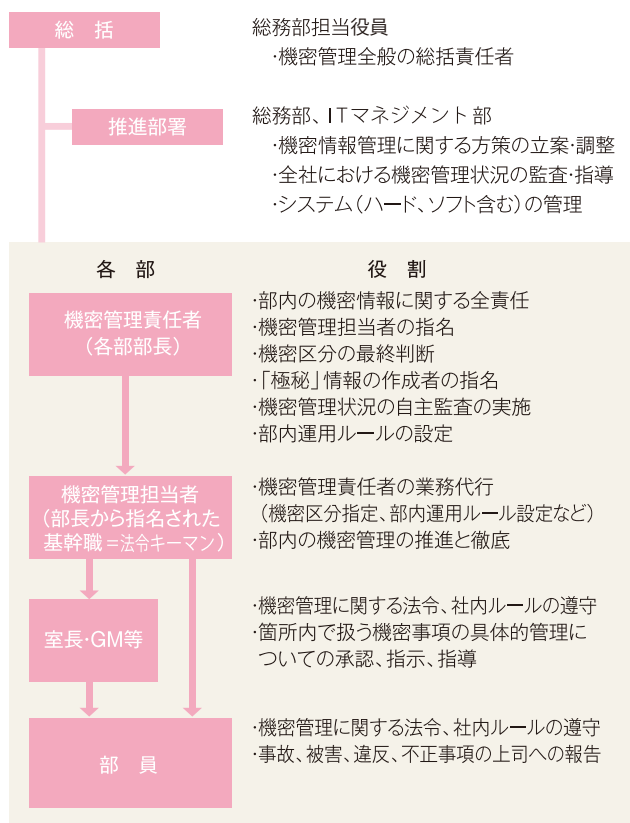 総　括
総務部担当役員
・機密管理全般の総括責任者
推進部署
総務部、ITマネジメント部
・機密情報管理に関する方策の立案・調整
・全社における機密管理状況の監査・指導
・システム（ハード、ソフト含む）の管理
各　部
役　割
機密管理責任者
（各部部長）
・部内の機密情報に関する全責任
・機密管理担当者の指名
・機密区分の最終判断
・「極秘」情報の作成者の指名
・機密管理状況の自主監査の実施
・部内運用ルールの設定
機密管理担当者
（部長から指名された
基幹職＝法令キーマン）
・機密管理責任者の業務代行
（機密区分指定、部内運用ルール設定など）
・部内の機密管理の推進と徹底
室長・GM等
・機密管理に関する法令、社内ルールの遵守
・箇所内で扱う機密事項の具体的管理に
ついての承認、指示、指導
部　員
・機密管理に関する法令、社内ルールの遵守
・事故、被害、違反、不正事項の上司への報告